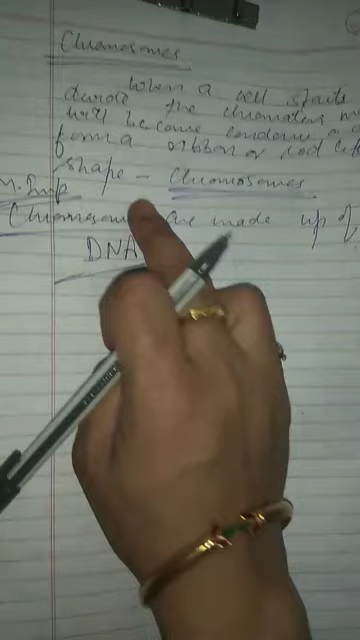 Chromosomes
When a cell starts
divide the chromatin m
will become condense a
form a ribbon or rod like
shape - Chromosomes
M.Imp
Chromosom are made up of
DNA